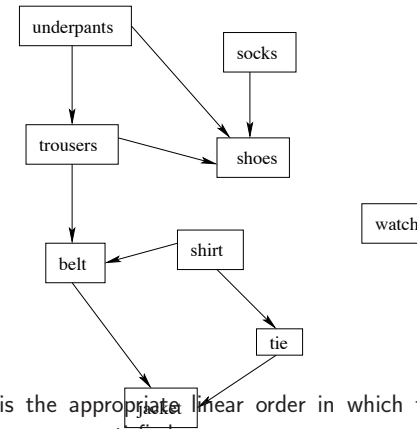 underpants
socks
trousers
shoes
watch
shirt
belt
tie
jacket
is the appropriate linear order in which